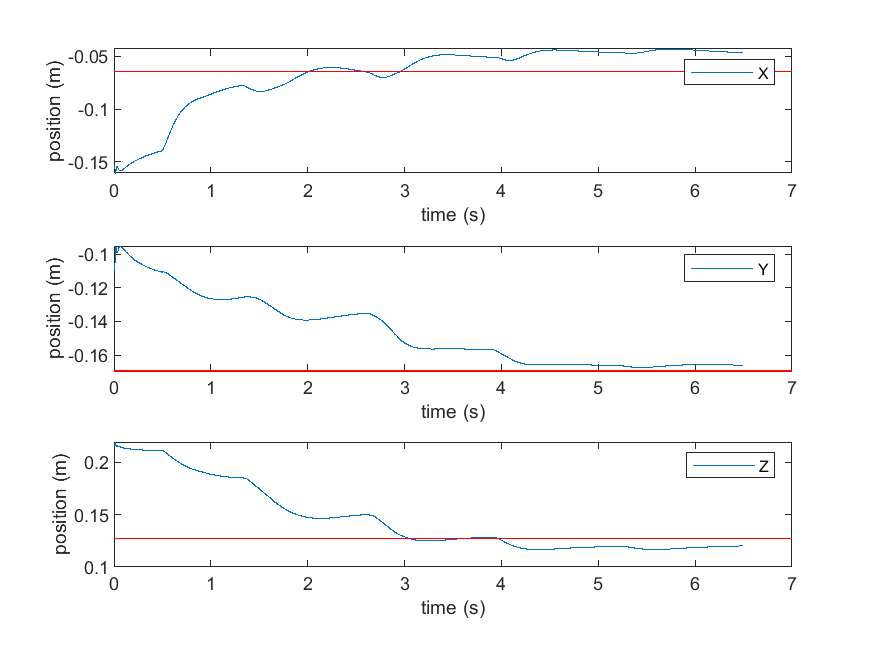 -0.05
-0.1
-0.15
position (m)
X
0 1 2 3 4 5 6 7
time (s)
-0.1
-0.12
-0.14
-0.16
position (m)
Y
0 1 2 3 4 5 6 7
time (s)
0.2
0.15
0.1
position (m)
Z
0 1 2 3 4 5 6 7
time (s)